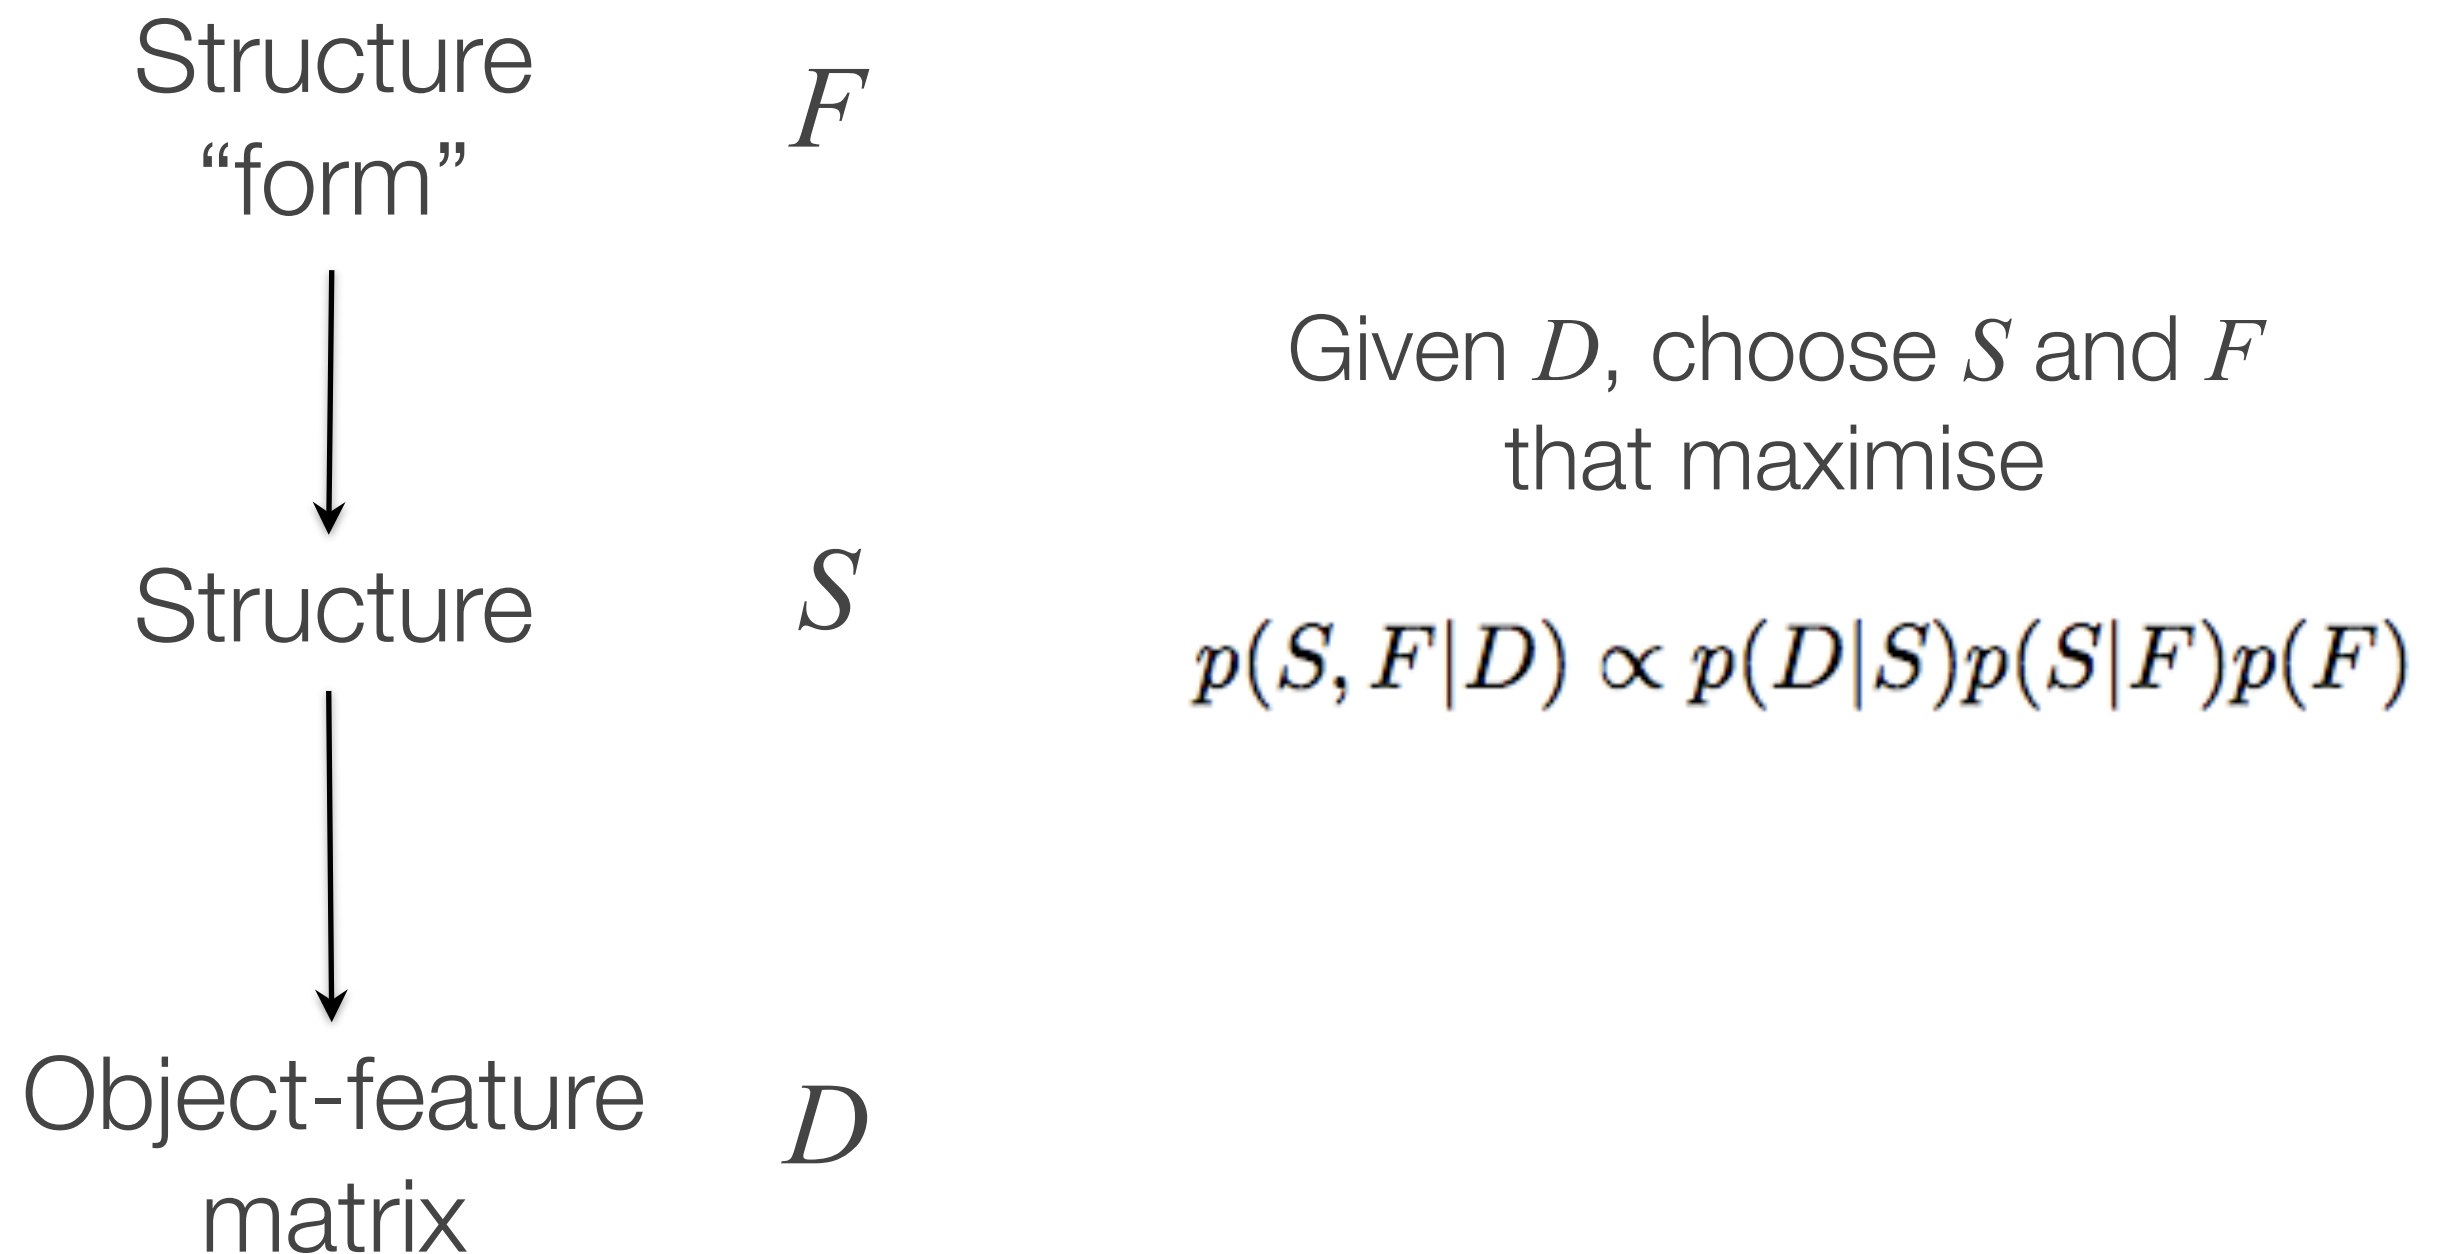 Structure
“form”
F
Given D, choose S and F
that maximise
Structure
S
p(S, F|D) ∝ p(D|S)p(S|F)p(F)
Object-feature
matrix
D